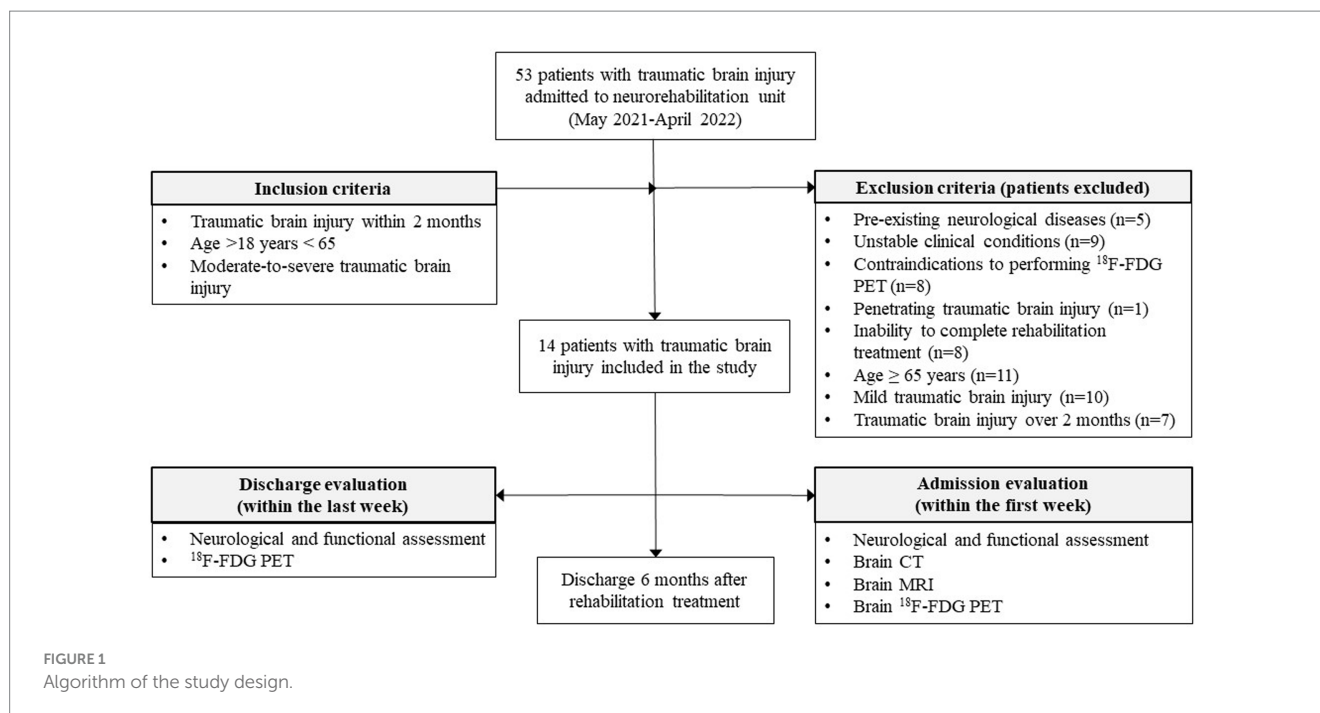 53 patients with traumatic brain injury
admitted to neurorehabilitation unit
(May 2021-April 2022)
Inclusion criteria
• Traumatic brain injury within 2 months
• Age >18 years < 65
• Moderate-to-severe traumatic brain
injury
Exclusion criteria (patients excluded)
• Pre-existing neurological diseases (n=5)
• Unstable clinical conditions (n=9)
• Contraindications to performing ¹⁸F-FDG
PET (n=8)
• Penetrating traumatic brain injury (n=1)
• Inability to complete rehabilitation
treatment (n=8)
• Age ≥ 65 years (n=11)
• Mild traumatic brain injury (n=10)
• Traumatic brain injury over 2 months (n=7)
14 patients with traumatic brain
injury included in the study
Discharge evaluation
(within the last week)
• Neurological and functional assessment
• ¹⁸F-FDG PET
Admission evaluation
(within the first week)
• Neurological and functional assessment
• Brain CT
• Brain MRI
• Brain ¹⁸F-FDG PET
Discharge 6 months after
rehabilitation treatment
FIGURE 1
Algorithm of the study design.